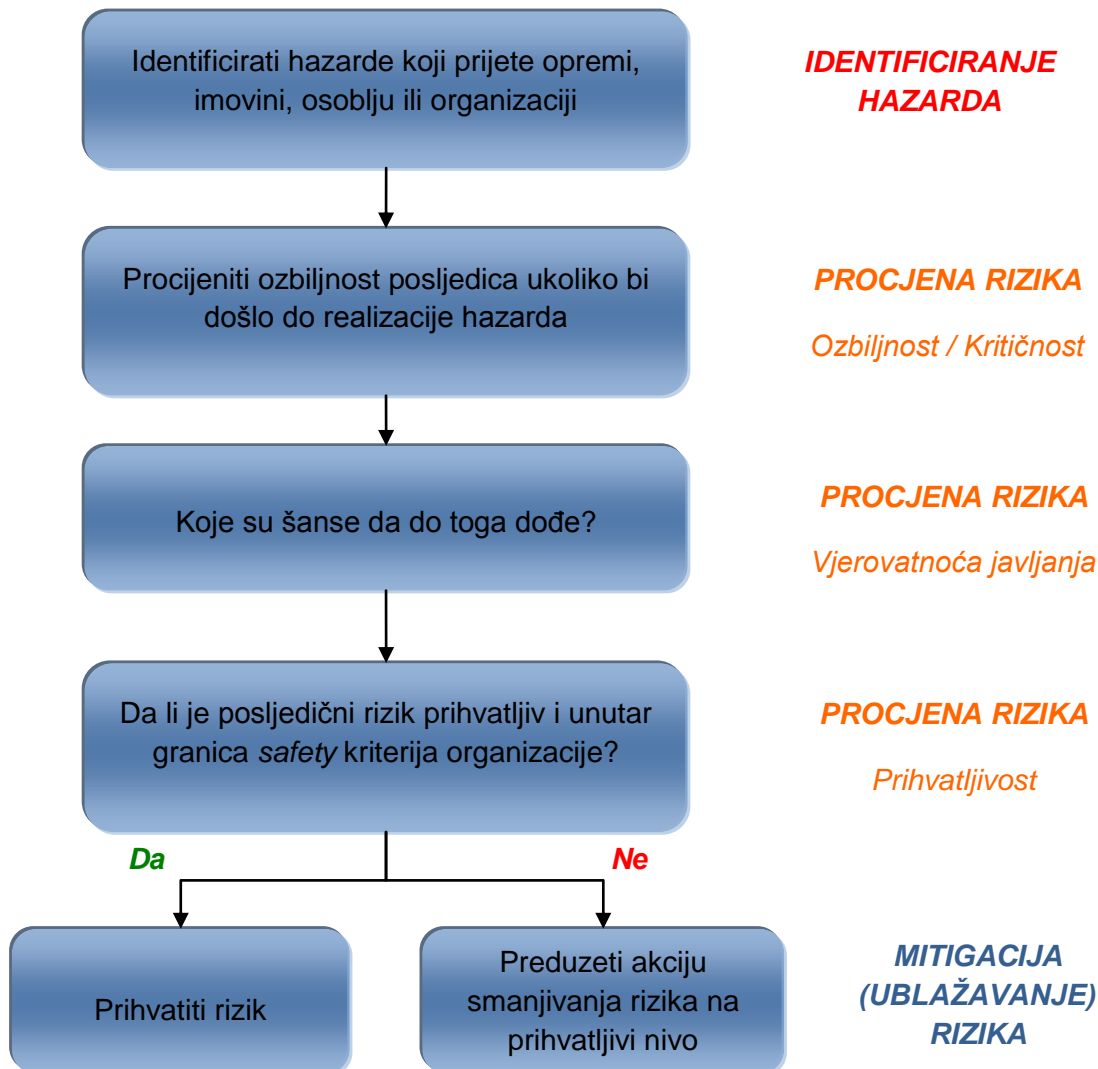 Identificirati hazarde koji prijete opremi,
imovini, osoblju ili organizaciji
IDENTIFICIRANJE
HAZARDA
Procijeniti ozbiljnost posljedica ukoliko bi
došlo do realizacije hazarda
PROCJENA RIZIKA
Ozbiljnost / Kritičnost
Koje su šanse da do toga dođe?
PROCJENA RIZIKA
Vjerovatnoća javljanja
Da li je posljedični rizik prihvatljiv i unutar
granica safety kriterija organizacije?
PROCJENA RIZIKA
Prihvatljivost
Da
Ne
Prihvatiti rizik
Preduzeti akciju
smanjivanja rizika na
prihvatljivi nivo
MITIGACIJA
(UBLAŽAVANJE)
RIZIKA